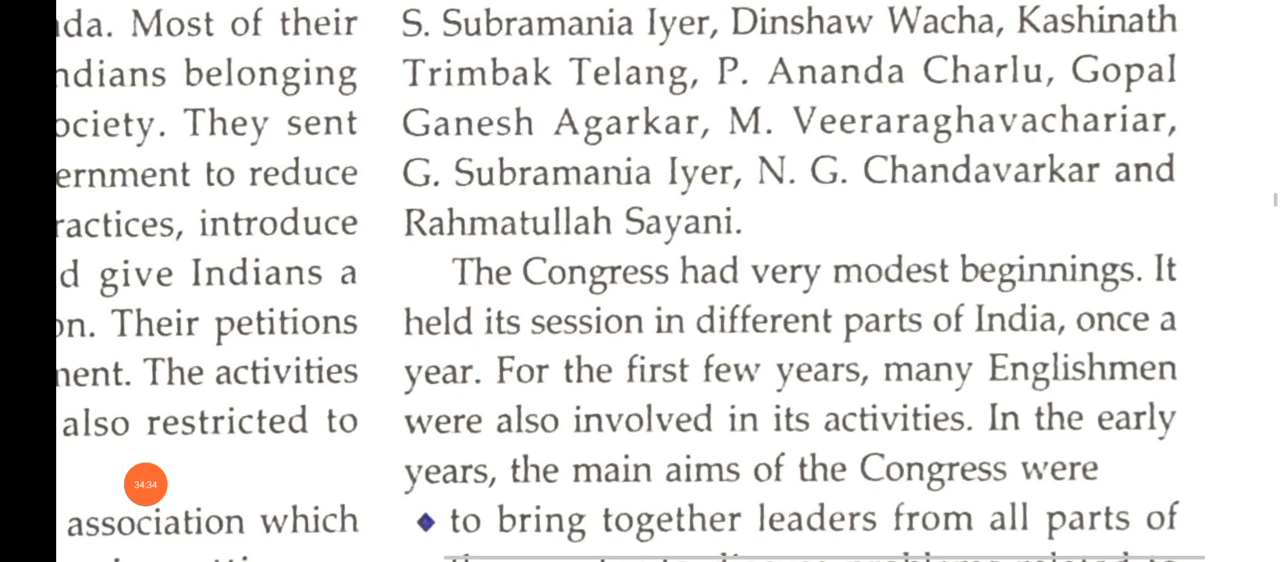 da. Most of their
ndians belonging
ociety. They sent
ernment to reduce
ractices, introduce
d give Indians a
on. Their petitions
nent. The activities
also restricted to
34:34
association which
S. Subramania Iyer, Dinshaw Wacha, Kashinath
Trimbak Telang, P. Ananda Charlu, Gopal
Ganesh Agarkar, M. Veeraraghavachariar,
G. Subramania Iyer, N. G. Chandavarkar and
Rahmatullah Sayani.
The Congress had very modest beginnings. It
held its session in different parts of India, once a
year. For the first few years, many Englishmen
were also involved in its activities. In the early
years, the main aims of the Congress were
◆ to bring together leaders from all parts of